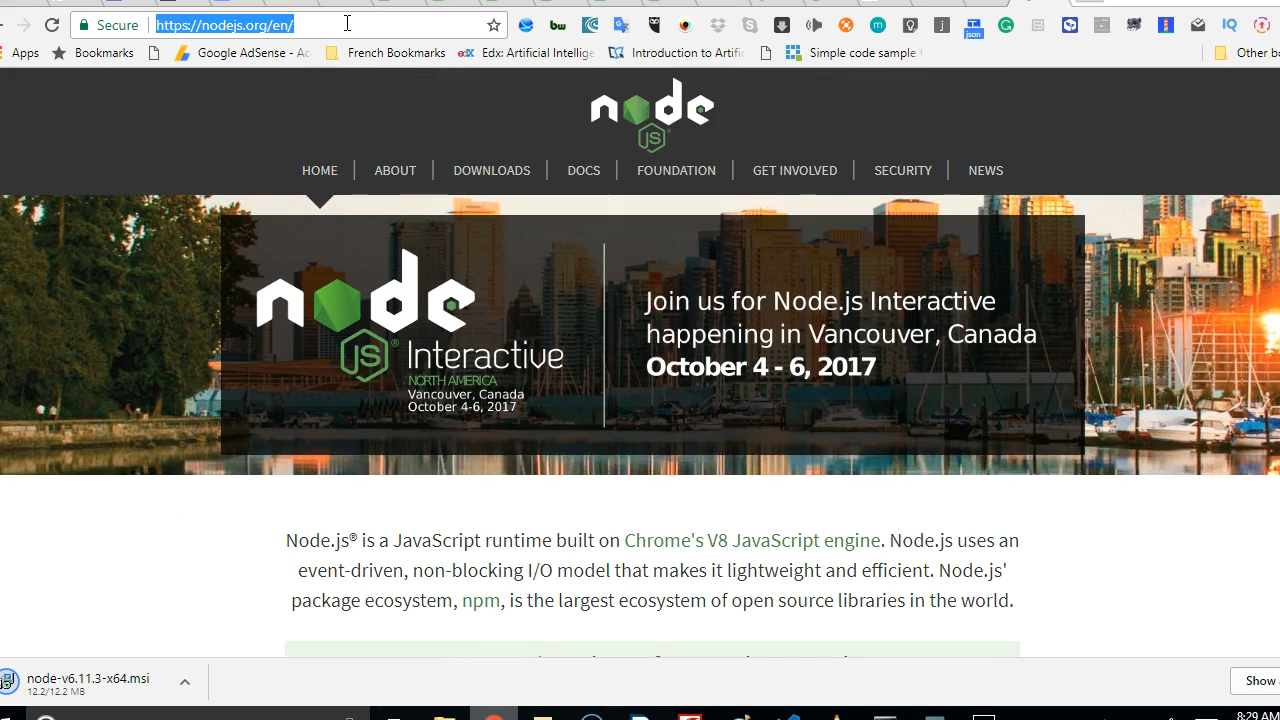 Secure
https://nodejs.org/en/
json
IQ
Apps
Bookmarks
Google AdSense - Ac
French Bookmarks
edX
Edx: Artificial Intellige
Introduction to Artific
Simple code sample
Other b
node
JS
HOME
ABOUT
DOWNLOADS
DOCS
FOUNDATION
GET INVOLVED
SECURITY
NEWS
node
JS®
Interactive
NORTH AMERICA
Vancouver, Canada
October 4-6, 2017
Join us for Node.js Interactive
happening in Vancouver, Canada
October 4 - 6, 2017
Node.js® is a JavaScript runtime built on Chrome's V8 JavaScript engine. Node.js uses an
event-driven, non-blocking I/O model that makes it lightweight and efficient. Node.js'
package ecosystem, npm, is the largest ecosystem of open source libraries in the world.
node-v6.11.3-x64.msi
12.2/12.2 MB
Show
8:29 AM